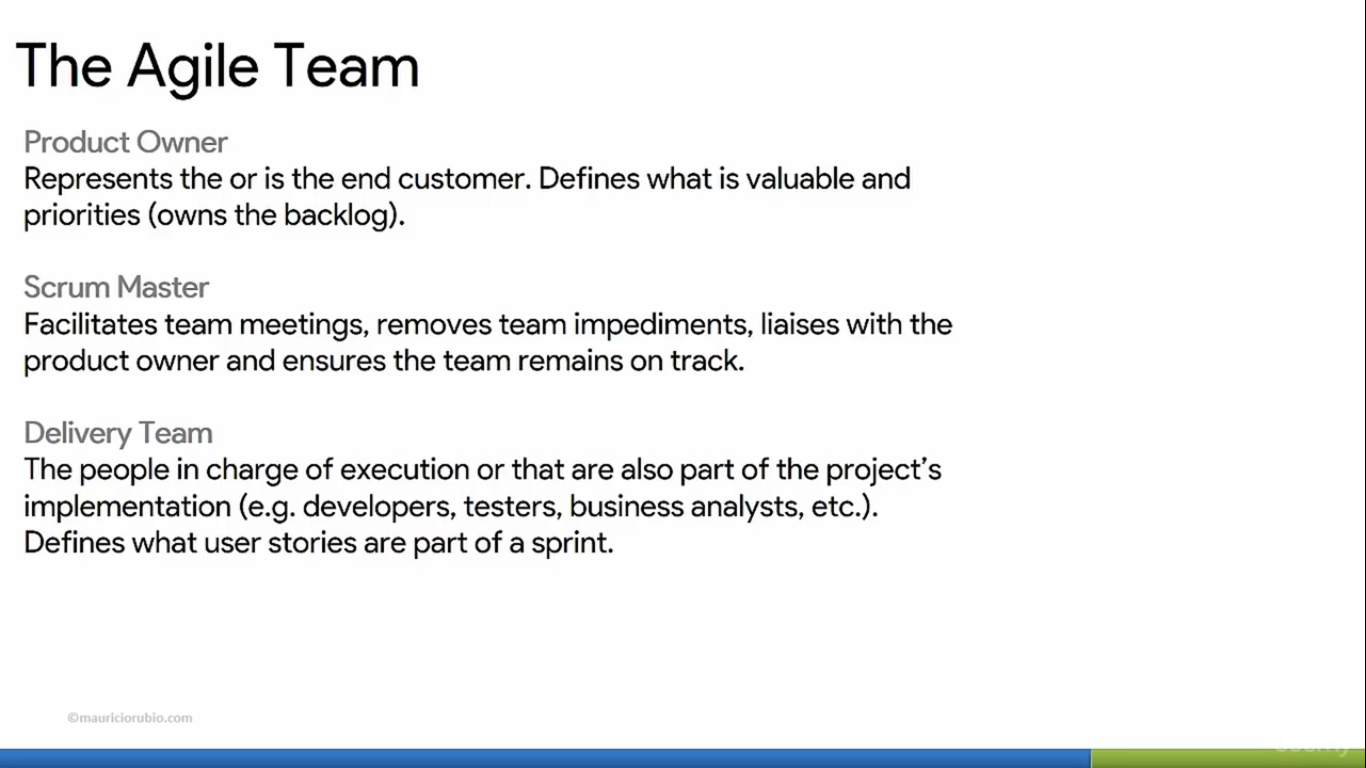 The Agile Team
Product Owner
Represents the or is the end customer. Defines what is valuable and
priorities (owns the backlog).
Scrum Master
Facilitates team meetings, removes team impediments, liaises with the
product owner and ensures the team remains on track.
Delivery Team
The people in charge of execution or that are also part of the project's
implementation (e.g. developers, testers, business analysts, etc.).
Defines what user stories are part of a sprint.
©mauriciorubio.com